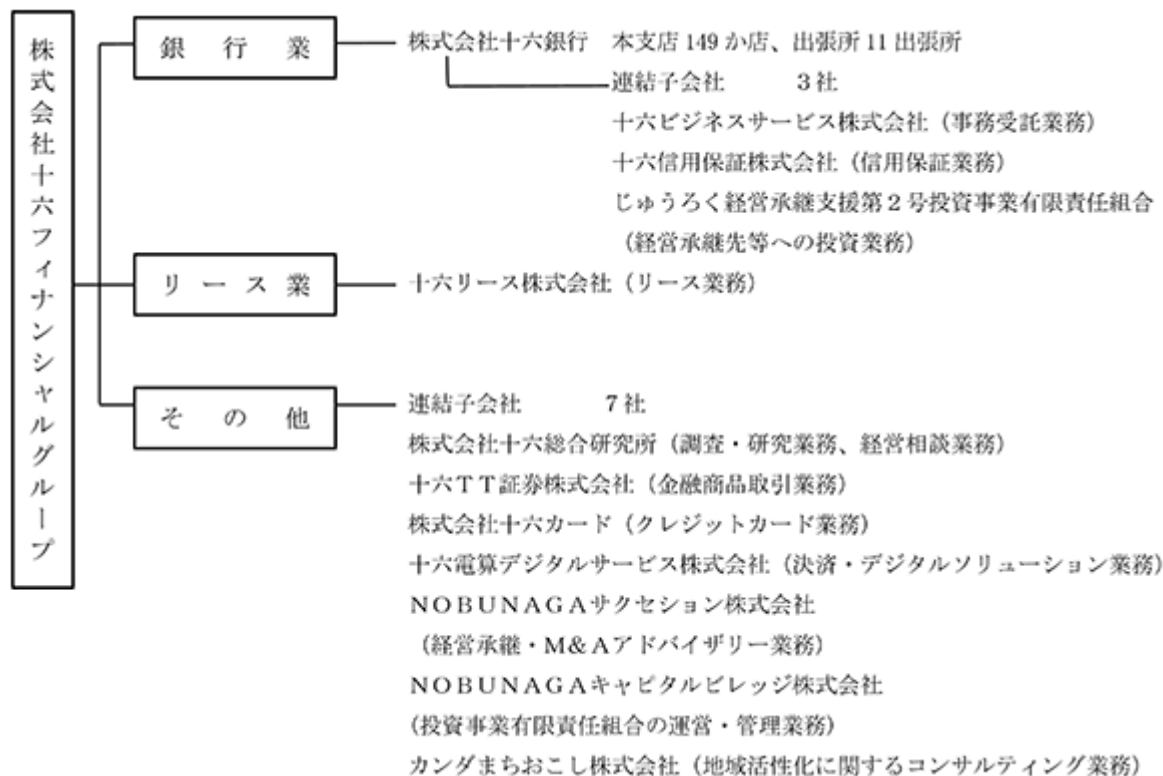 株式会社十六フィナンシャルグループ
銀行業
株式会社十六銀行 本支店 149 か店、出張所 11 出張所
連結子会社 3 社
十六ビジネスサービス株式会社（事務受託業務）
十六信用保証株式会社（信用保証業務）
じゅうろく経営承継支援第２号投資事業有限責任組合
（経営承継先等への投資業務）
リース業
十六リース株式会社（リース業務）
その他
連結子会社 7 社
株式会社十六総合研究所（調査・研究業務、経営相談業務）
十六ＴＴ証券株式会社（金融商品取引業務）
株式会社十六カード（クレジットカード業務）
十六電算デジタルサービス株式会社（決済・デジタルソリューション業務）
ＮＯＢＵＮＡＧＡサクセション株式会社
（経営承継・Ｍ＆Ａアドバイザリー業務）
ＮＯＢＵＮＡＧＡキャピタルビレッジ株式会社
(投資事業有限責任組合の運営・管理業務)
カンダまちおこし株式会社（地域活性化に関するコンサルティング業務）